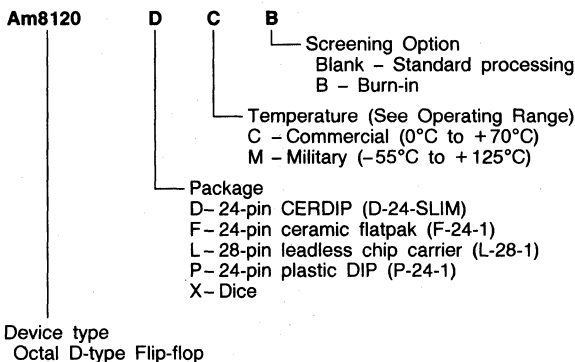 Am8120 D C B
Screening Option
Blank – Standard processing
B – Burn-in
Temperature (See Operating Range)
C – Commercial (0°C to +70°C)
M – Military (–55°C to +125°C)
Package
D – 24-pin CERDIP (D-24-SLIM)
F – 24-pin ceramic flatpak (F-24-1)
L – 28-pin leadless chip carrier (L-28-1)
P – 24-pin plastic DIP (P-24-1)
X – Dice
Device type
Octal D-type Flip-flop